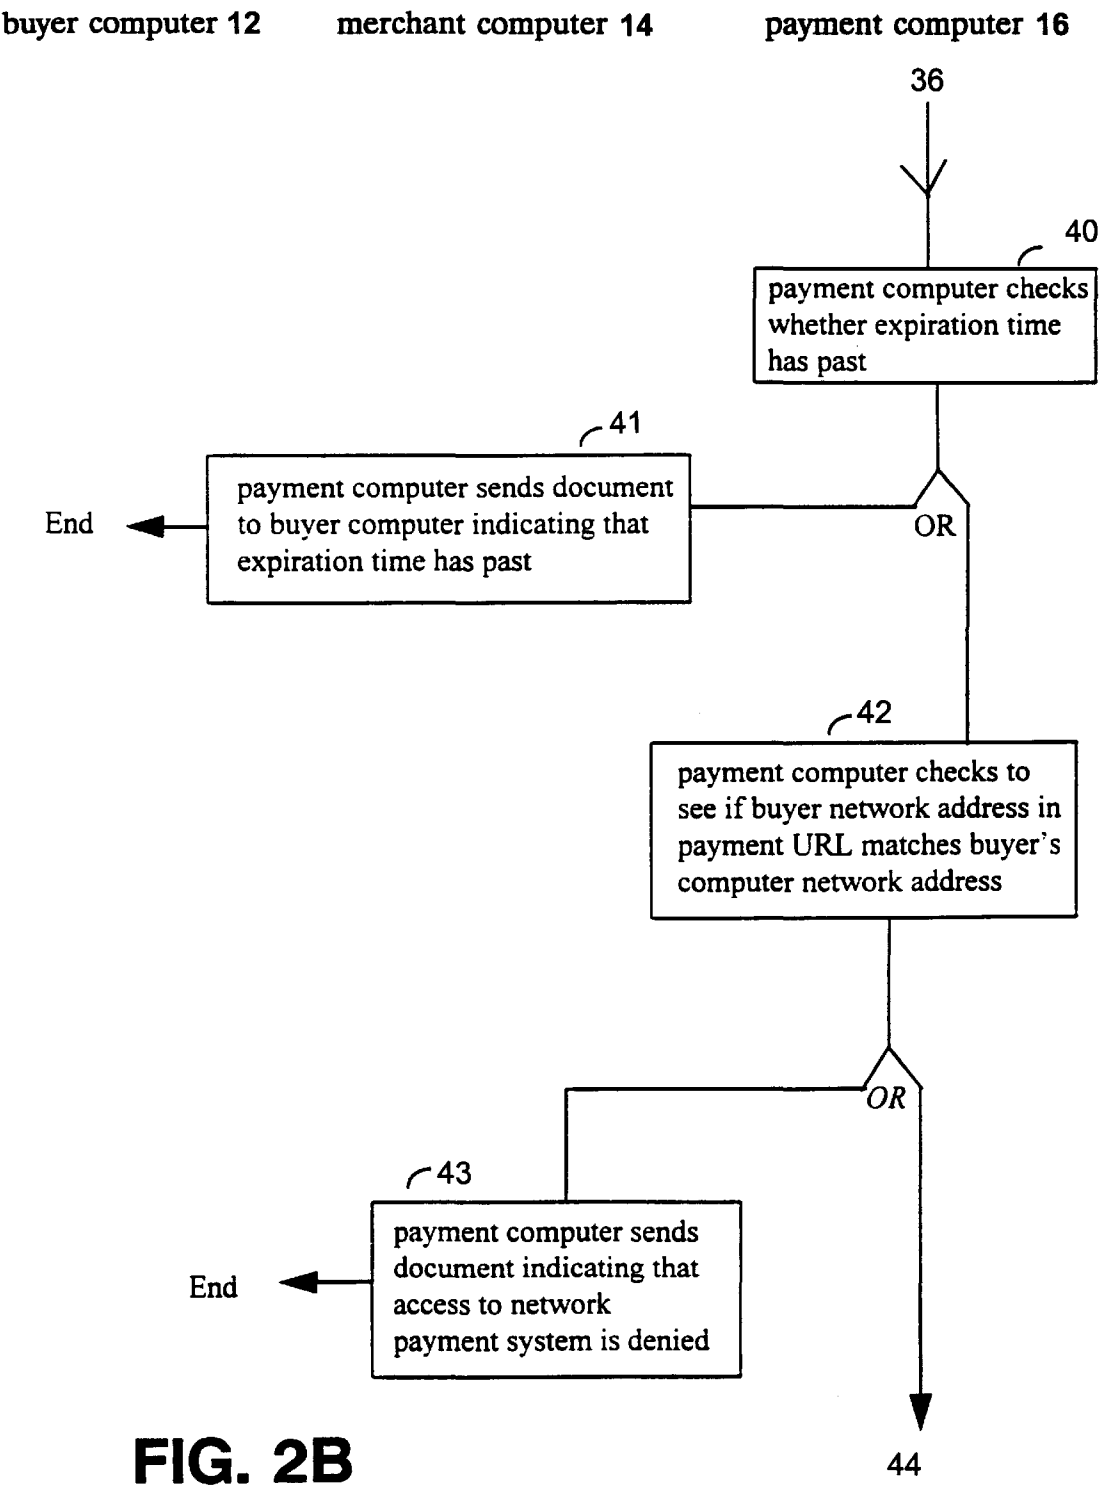 buyer computer 12 merchant computer 14 payment computer 16
36
40
payment computer checks
whether expiration time
has past
41
payment computer sends document
to buyer computer indicating that
expiration time has past
End
OR
42
payment computer checks to
see if buyer network address in
payment URL matches buyer's
computer network address
OR
43
payment computer sends
document indicating that
access to network
payment system is denied
End
44
FIG. 2B